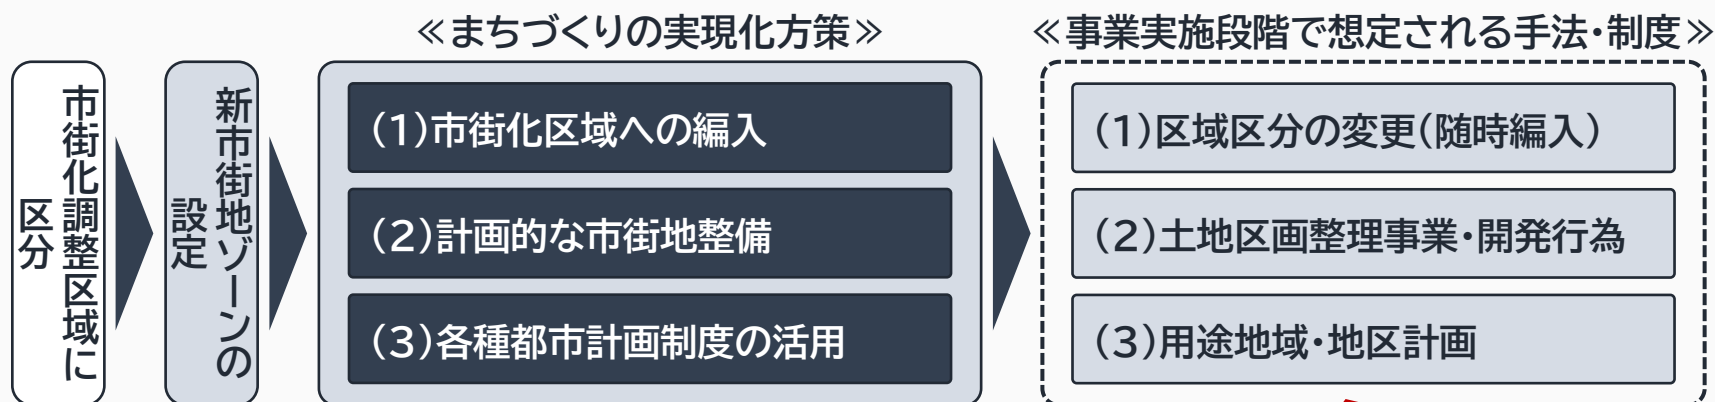 ≪まちづくりの実現化方策≫
≪事業実施段階で想定される手法・制度≫
市街化調整区域に
区分
新市街地ゾーンの
設定
(1)市街化区域への編入
(2)計画的な市街地整備
(3)各種都市計画制度の活用
(1)区域区分の変更(随時編入)
(2)土地区画整理事業・開発行為
(3)用途地域・地区計画